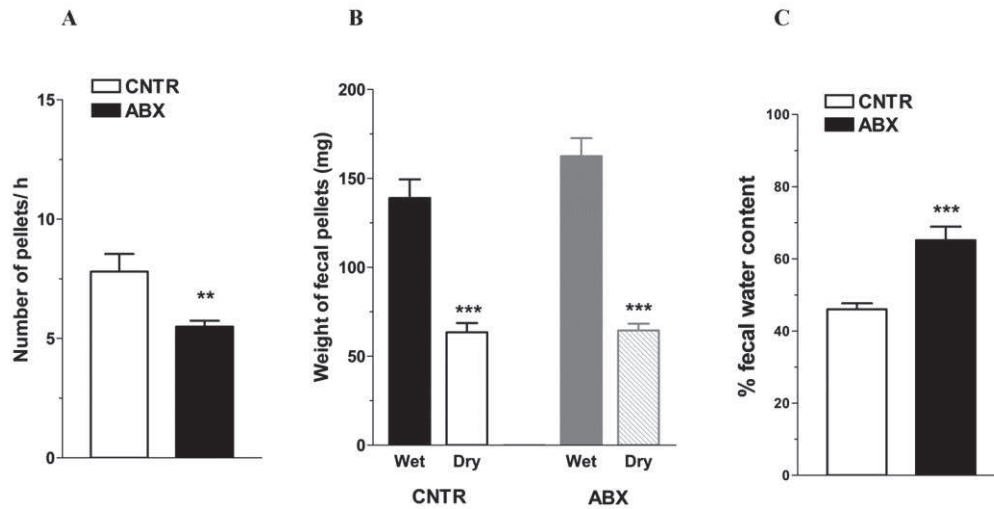 A
CNTR
ABX
15
10
5
0
Number of pellets/ h
**
B
200
150
100
50
0
Weight of fecal pellets (mg)
***
***
Wet
Dry
Wet
Dry
CNTR
ABX
C
CNTR
ABX
100
80
60
40
20
0
% fecal water content
***